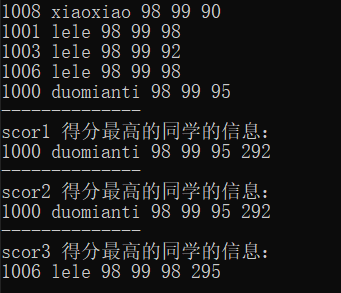 1008 xiaoxiao 98 99 90
1001 lele 98 99 98
1003 lele 98 99 92
1006 lele 98 99 98
1000 duomianti 98 99 95
--------------
scor1 得分最高的同学的信息：
1000 duomianti 98 99 95 292
--------------
scor2 得分最高的同学的信息：
1000 duomianti 98 99 95 292
--------------
scor3 得分最高的同学的信息：
1006 lele 98 99 98 295